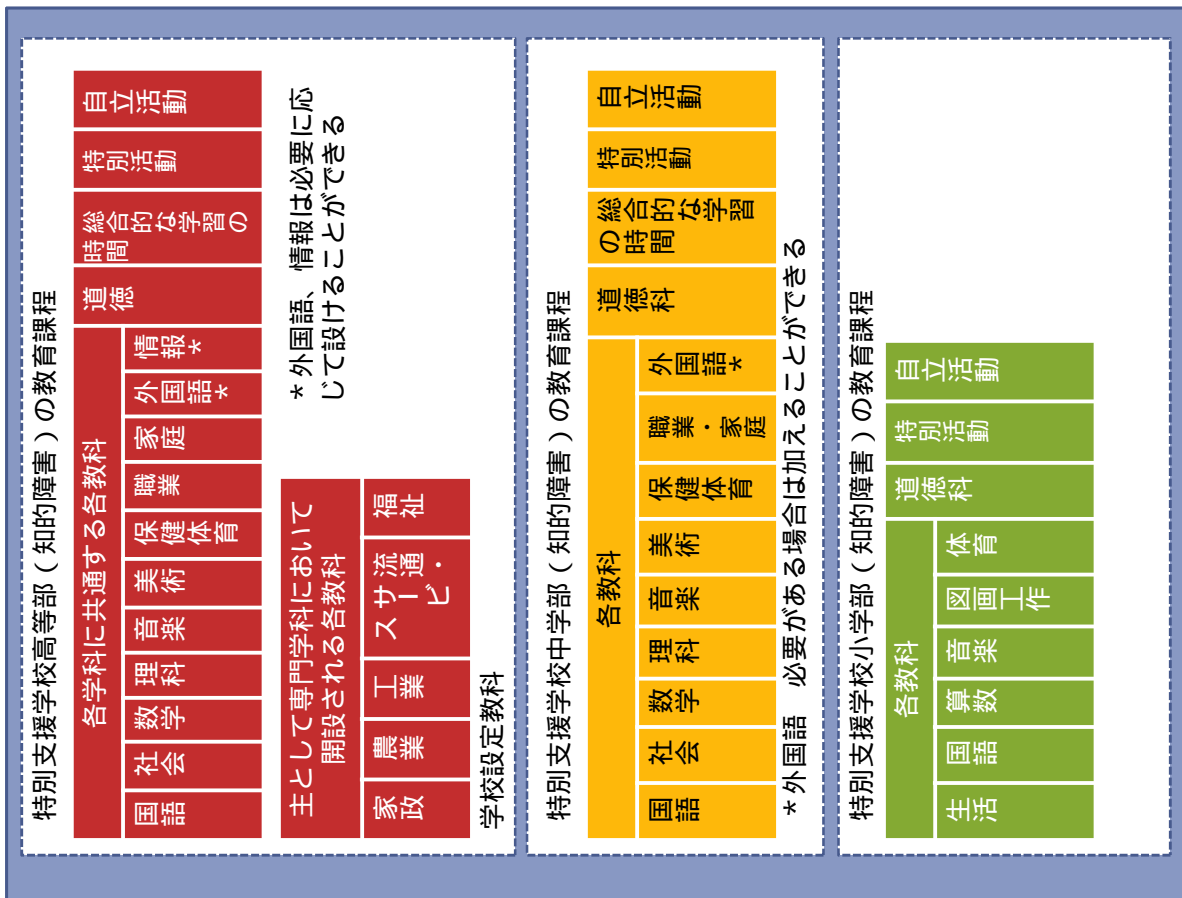 特別支援学校高等部（知的障害）の教育課程
各学科に共通する各教科
国語
社会
数学
理科
音楽
美術
保健体育
職業
家庭
外国語*
情報*
道徳
総合的な学習の
時間
特別活動
自立活動
主として専門学科において
開設される各教科
家政
農業
工業
流通・
サービ
ス
福祉
学校設定教科
*外国語、情報は必要に応
じて設けることができる
特別支援学校中学部（知的障害）の教育課程
各教科
国語
社会
数学
理科
音楽
美術
保健体育
職業・家庭
外国語*
道徳科
総合的な学習
の時間
特別活動
自立活動
*外国語　必要がある場合は加えることができる
特別支援学校小学部（知的障害）の教育課程
各教科
生活
国語
算数
音楽
図画工作
体育
道徳科
特別活動
自立活動